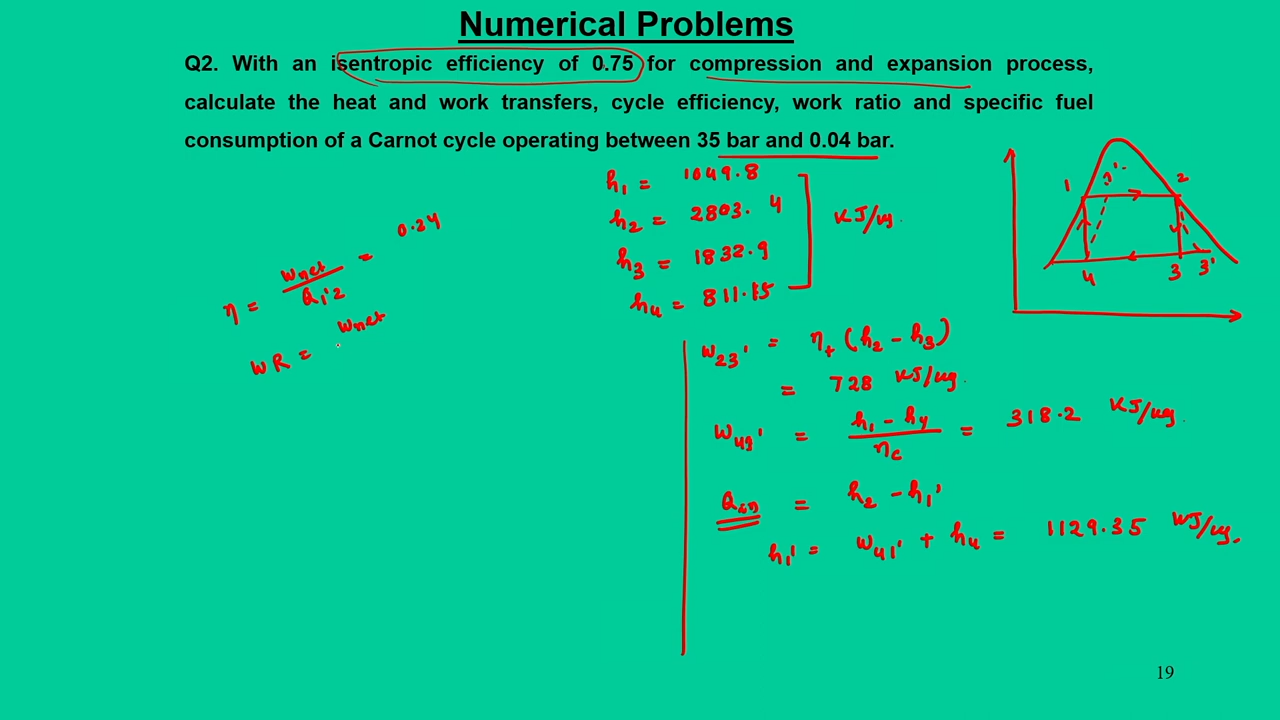 Numerical Problems
Q2. With an isentropic efficiency of 0.75 for compression and expansion process,
calculate the heat and work transfers, cycle efficiency, work ratio and specific fuel
consumption of a Carnot cycle operating between 35 bar and 0.04 bar.
h1 = 1049.8
h2 = 2803.4
h3 = 1832.9
h4 = 811.15
KJ/kg.
1 1'. 2
4 3 3'
η = Wnet / Q1'2 = 0.24
WR = Wnet
W23' = ηt (h2 - h3)
= 728 KJ/kg.
W41' = h1 - h4 / ηc = 318.2 KJ/kg.
Qin = h2 - h1'
h1' = W41' + h4 = 1129.35 KJ/kg.
19